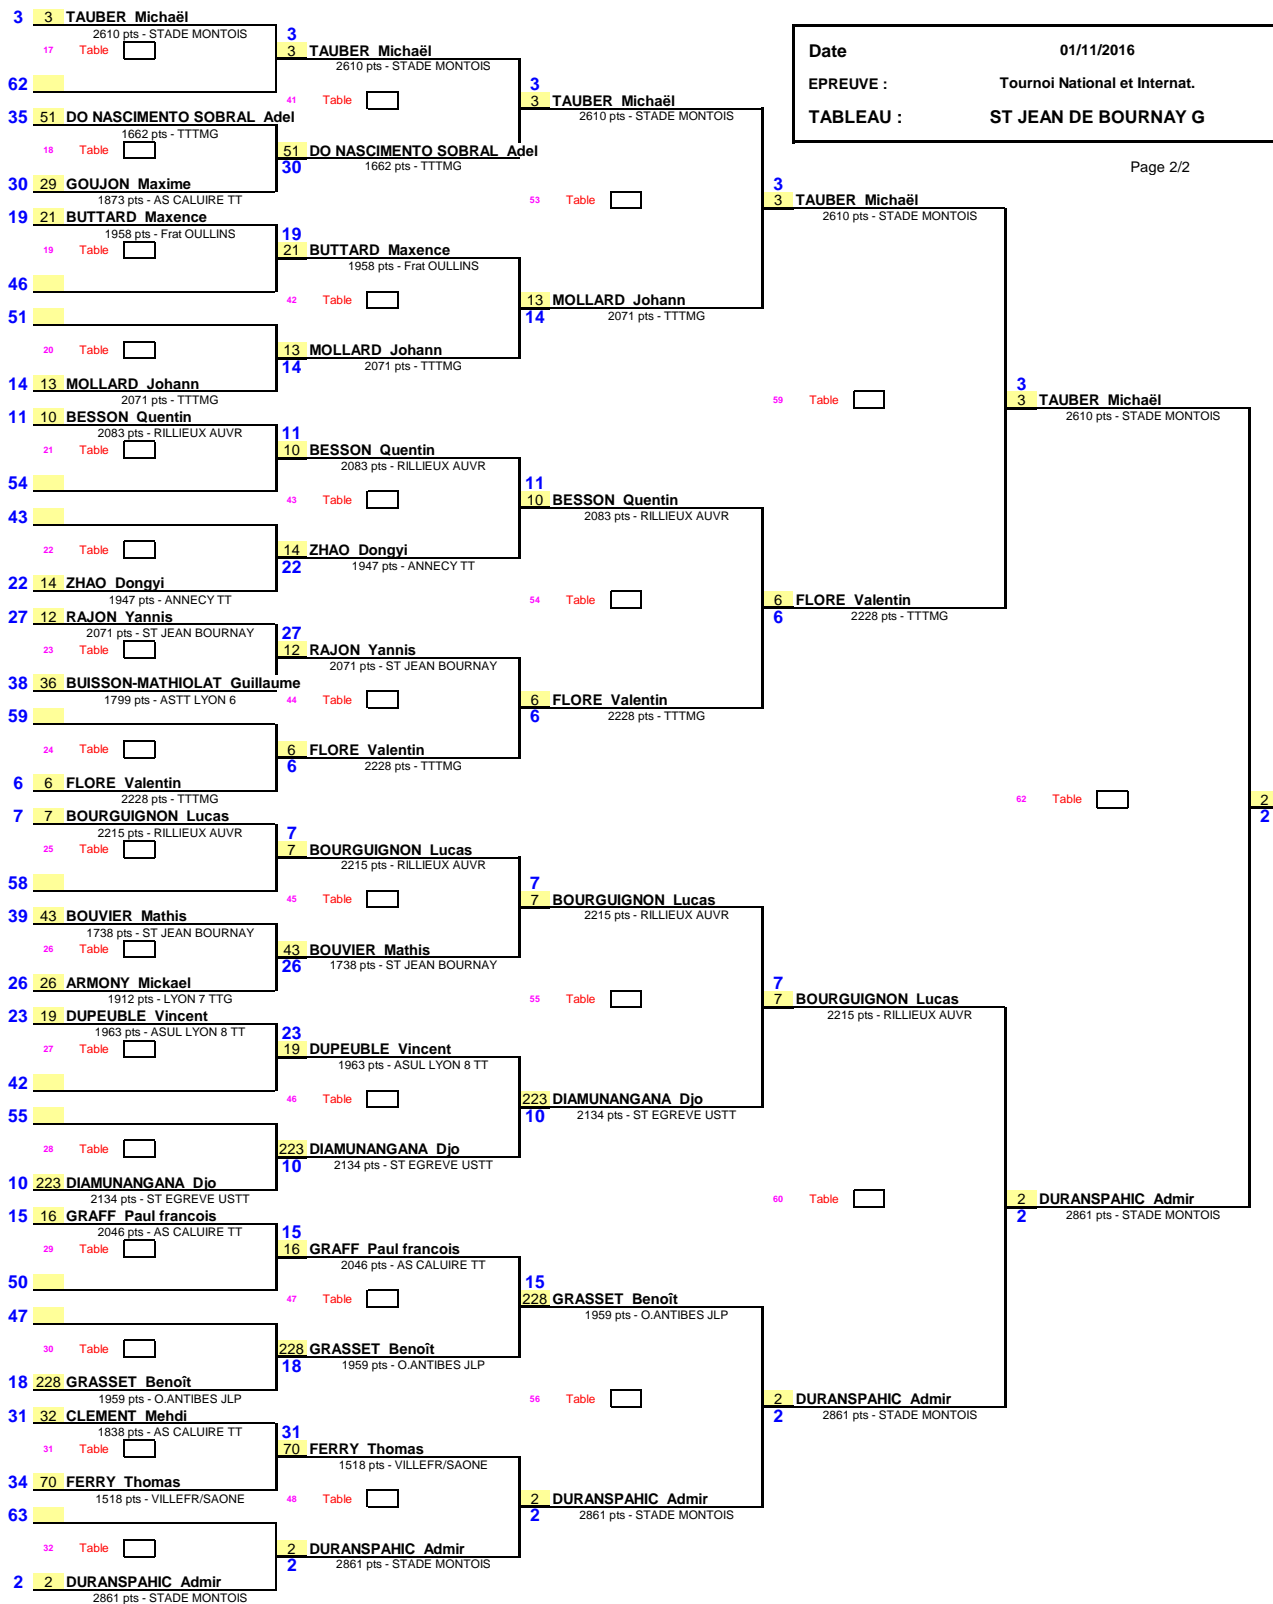 Date 01/11/2016
EPREUVE : Tournoi National et Internat.
TABLEAU : ST JEAN DE BOURNAY G
Page 2/2
3 3 TAUBER Michaël
2610 pts - STADE MONTOIS
17 Table
62
35 51 DO NASCIMENTO SOBRAL Adel
1662 pts - TTTMG
18 Table
30 29 GOUJON Maxime
1873 pts - AS CALUIRE TT
19 21 BUTTARD Maxence
1958 pts - Frat OULLINS
19 Table
46
51
20 Table
14 13 MOLLARD Johann
2071 pts - TTTMG
11 10 BESSON Quentin
2083 pts - RILLIEUX AUVR
21 Table
54
43
22 Table
22 14 ZHAO Dongyi
1947 pts - ANNECY TT
27 12 RAJON Yannis
2071 pts - ST JEAN BOURNAY
23 Table
38 36 BUISSON-MATHIOLAT Guillaume
1799 pts - ASTT LYON 6
59
24 Table
6 6 FLORE Valentin
2228 pts - TTTMG
7 7 BOURGUIGNON Lucas
2215 pts - RILLIEUX AUVR
25 Table
58
39 43 BOUVIER Mathis
1738 pts - ST JEAN BOURNAY
26 Table
26 26 ARMONY Mickael
1912 pts - LYON 7 TTG
23 19 DUPEUBLE Vincent
1963 pts - ASUL LYON 8 TT
27 Table
42
55
28 Table
10 223 DIAMUNANGANA Djo
2134 pts - ST EGREVE USTT
15 16 GRAFF Paul francois
2046 pts - AS CALUIRE TT
29 Table
50
47
30 Table
18 228 GRASSET Benoît
1959 pts - O.ANTIBES JLP
31 32 CLEMENT Mehdi
1838 pts - AS CALUIRE TT
31 Table
34 70 FERRY Thomas
1518 pts - VILLEFR/SAONE
63
32 Table
2 2 DURANSPAHIC Admir
2861 pts - STADE MONTOIS
3
3 TAUBER Michaël
2610 pts - STADE MONTOIS
41 Table
51 DO NASCIMENTO SOBRAL Adel
30 1662 pts - TTTMG
19
21 BUTTARD Maxence
1958 pts - Frat OULLINS
42 Table
13 MOLLARD Johann
14 2071 pts - TTTMG
11
10 BESSON Quentin
2083 pts - RILLIEUX AUVR
43 Table
14 ZHAO Dongyi
22 1947 pts - ANNECY TT
27
12 RAJON Yannis
2071 pts - ST JEAN BOURNAY
44 Table
6 FLORE Valentin
6 2228 pts - TTTMG
7
7 BOURGUIGNON Lucas
2215 pts - RILLIEUX AUVR
45 Table
43 BOUVIER Mathis
26 1738 pts - ST JEAN BOURNAY
23
19 DUPEUBLE Vincent
1963 pts - ASUL LYON 8 TT
46 Table
223 DIAMUNANGANA Djo
10 2134 pts - ST EGREVE USTT
15
16 GRAFF Paul francois
2046 pts - AS CALUIRE TT
47 Table
228 GRASSET Benoît
18 1959 pts - O.ANTIBES JLP
31
70 FERRY Thomas
1518 pts - VILLEFR/SAONE
48 Table
2 DURANSPAHIC Admir
2 2861 pts - STADE MONTOIS
3
3 TAUBER Michaël
2610 pts - STADE MONTOIS
53 Table
13 MOLLARD Johann
14 2071 pts - TTTMG
11
10 BESSON Quentin
2083 pts - RILLIEUX AUVR
54 Table
6 FLORE Valentin
6 2228 pts - TTTMG
7
7 BOURGUIGNON Lucas
2215 pts - RILLIEUX AUVR
55 Table
223 DIAMUNANGANA Djo
10 2134 pts - ST EGREVE USTT
15
228 GRASSET Benoît
1959 pts - O.ANTIBES JLP
56 Table
2 DURANSPAHIC Admir
2 2861 pts - STADE MONTOIS
3
3 TAUBER Michaël
2610 pts - STADE MONTOIS
59 Table
6 FLORE Valentin
6 2228 pts - TTTMG
7
7 BOURGUIGNON Lucas
2215 pts - RILLIEUX AUVR
60 Table
2 DURANSPAHIC Admir
2 2861 pts - STADE MONTOIS
3
3 TAUBER Michaël
2610 pts - STADE MONTOIS
62 Table
2 DURANSPAHIC Admir
2 2861 pts - STADE MONTOIS
2
2